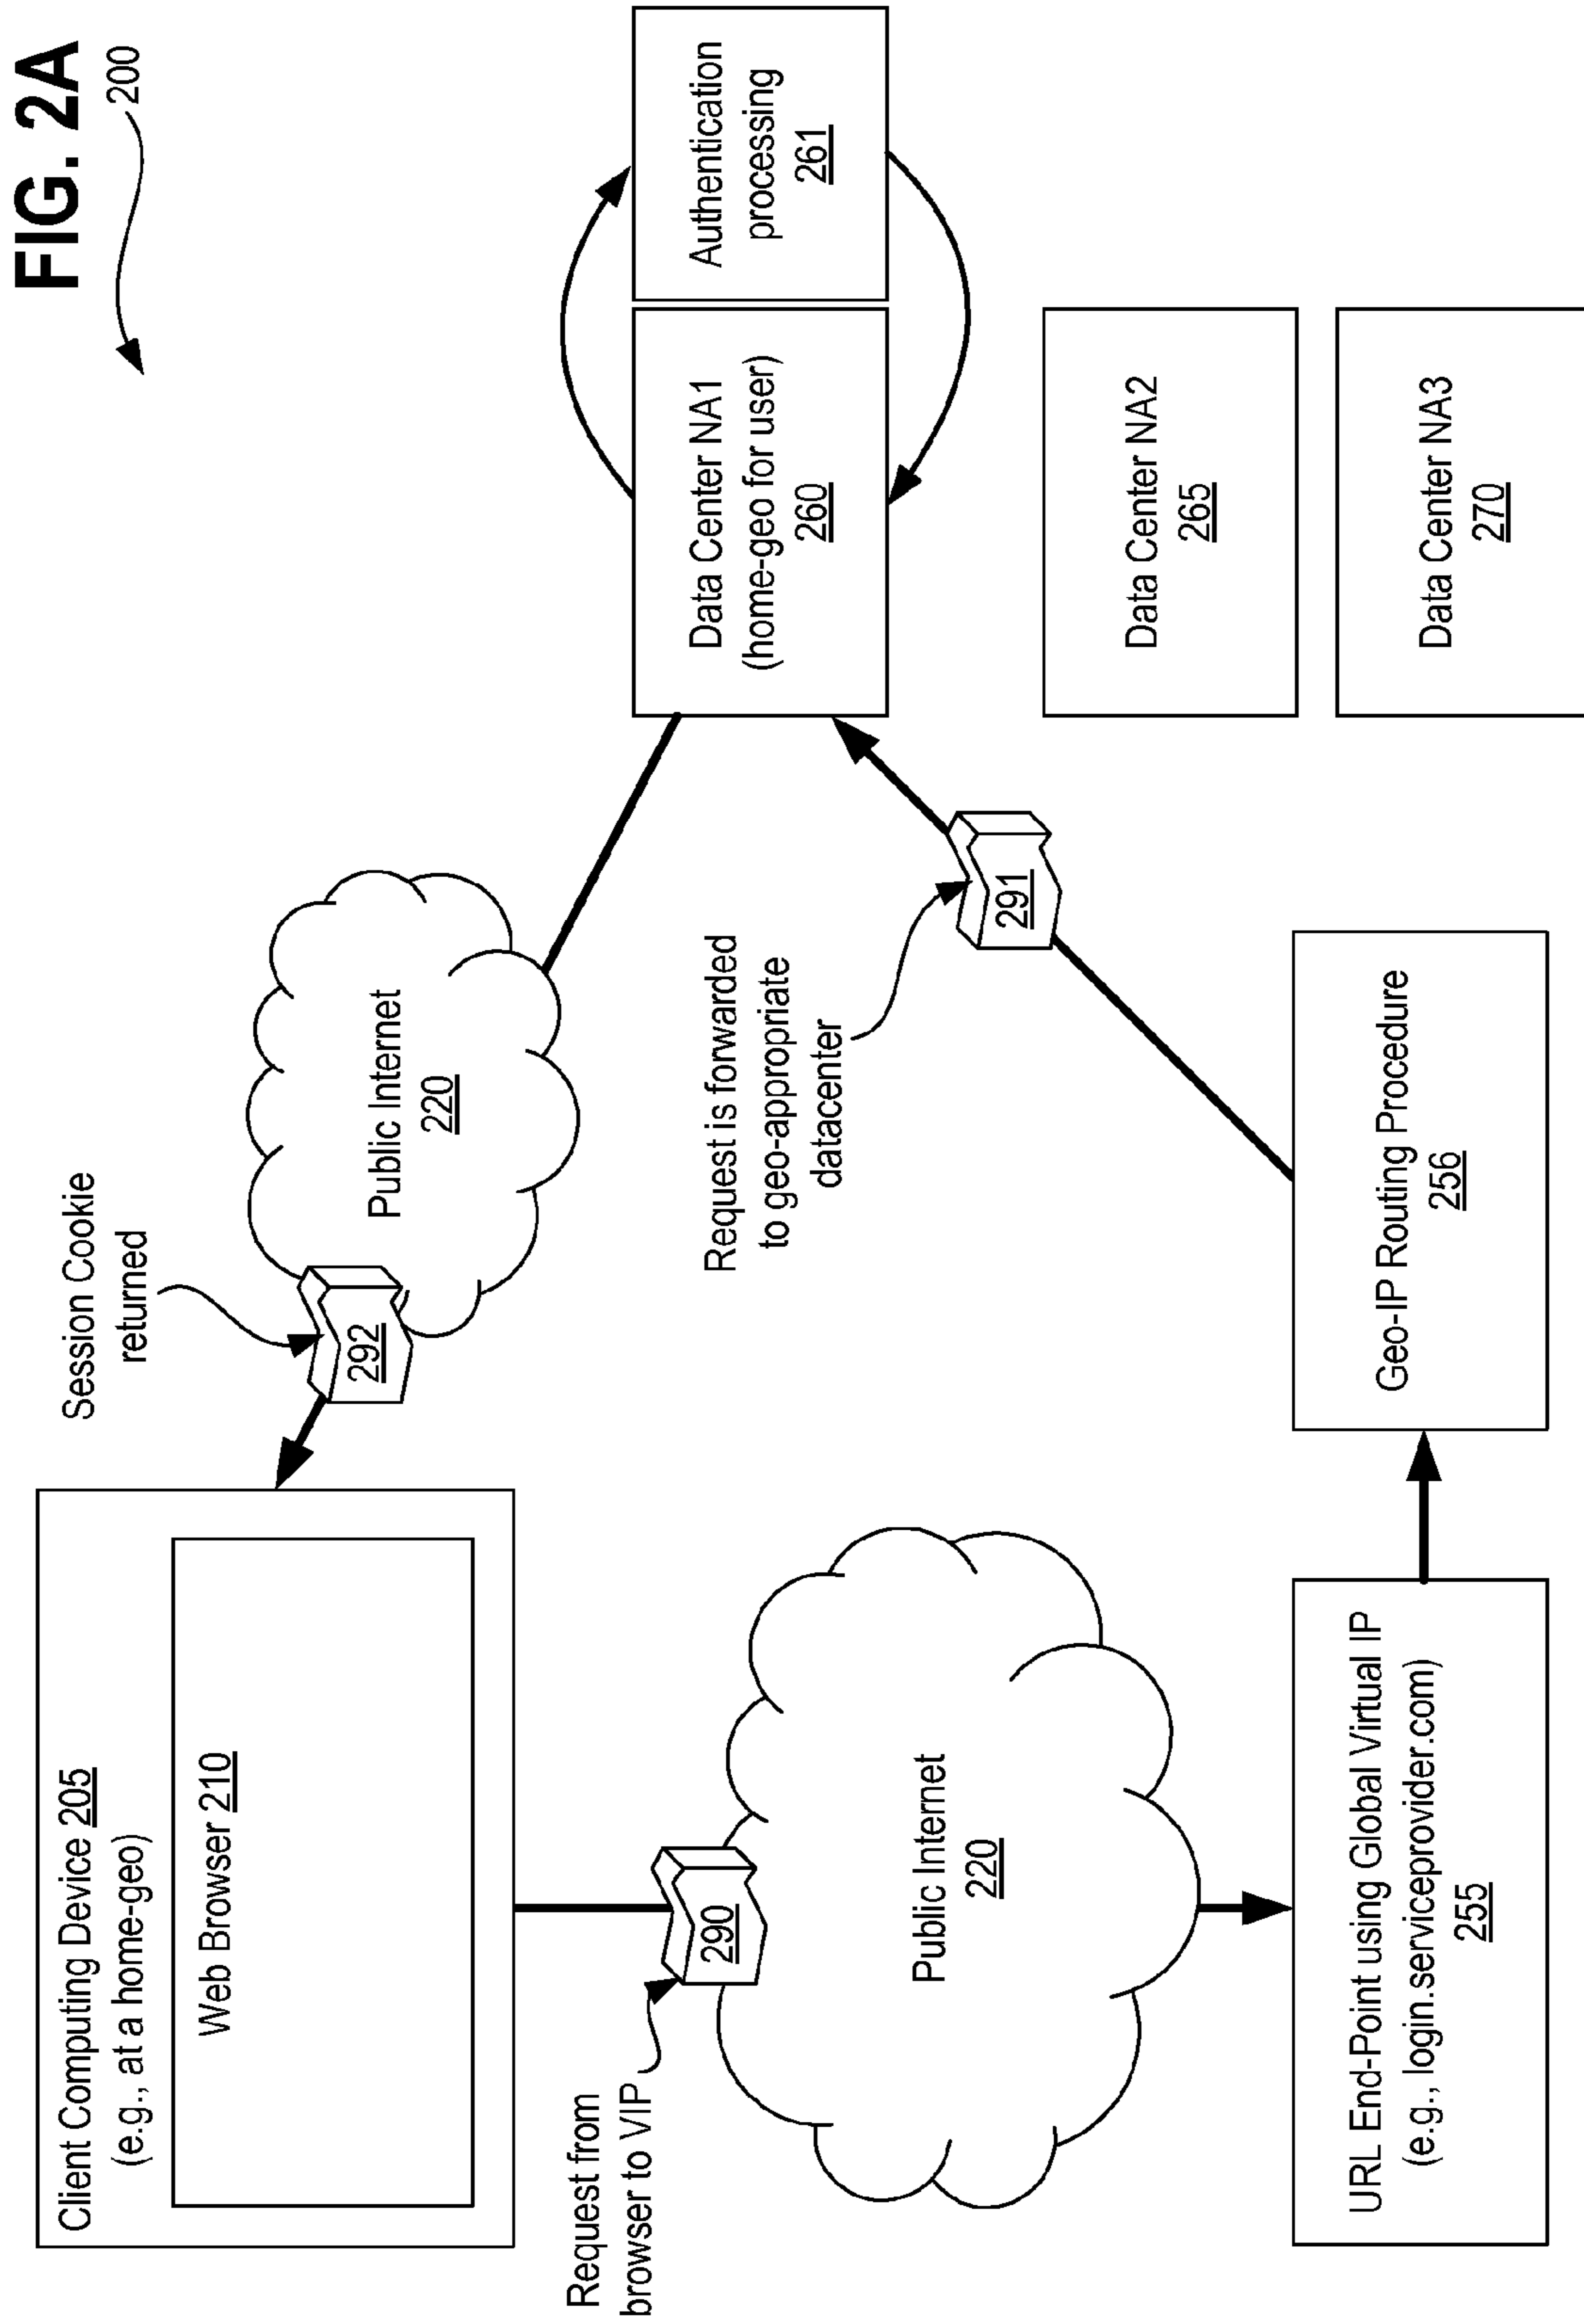 FIG. 2A
200
Client Computing Device 205
(e.g., at a home-geo)
Web Browser 210
Session Cookie
returned
292
Public Internet
220
Request from
browser to VIP
290
Public Internet
220
Request is forwarded
to geo-appropriate
datacenter
291
Data Center NA1
(home-geo for user)
260
Authentication
processing
261
Data Center NA2
265
Data Center NA3
270
URL End-Point using Global Virtual IP
(e.g., login.serviceprovider.com)
255
Geo-IP Routing Procedure
256